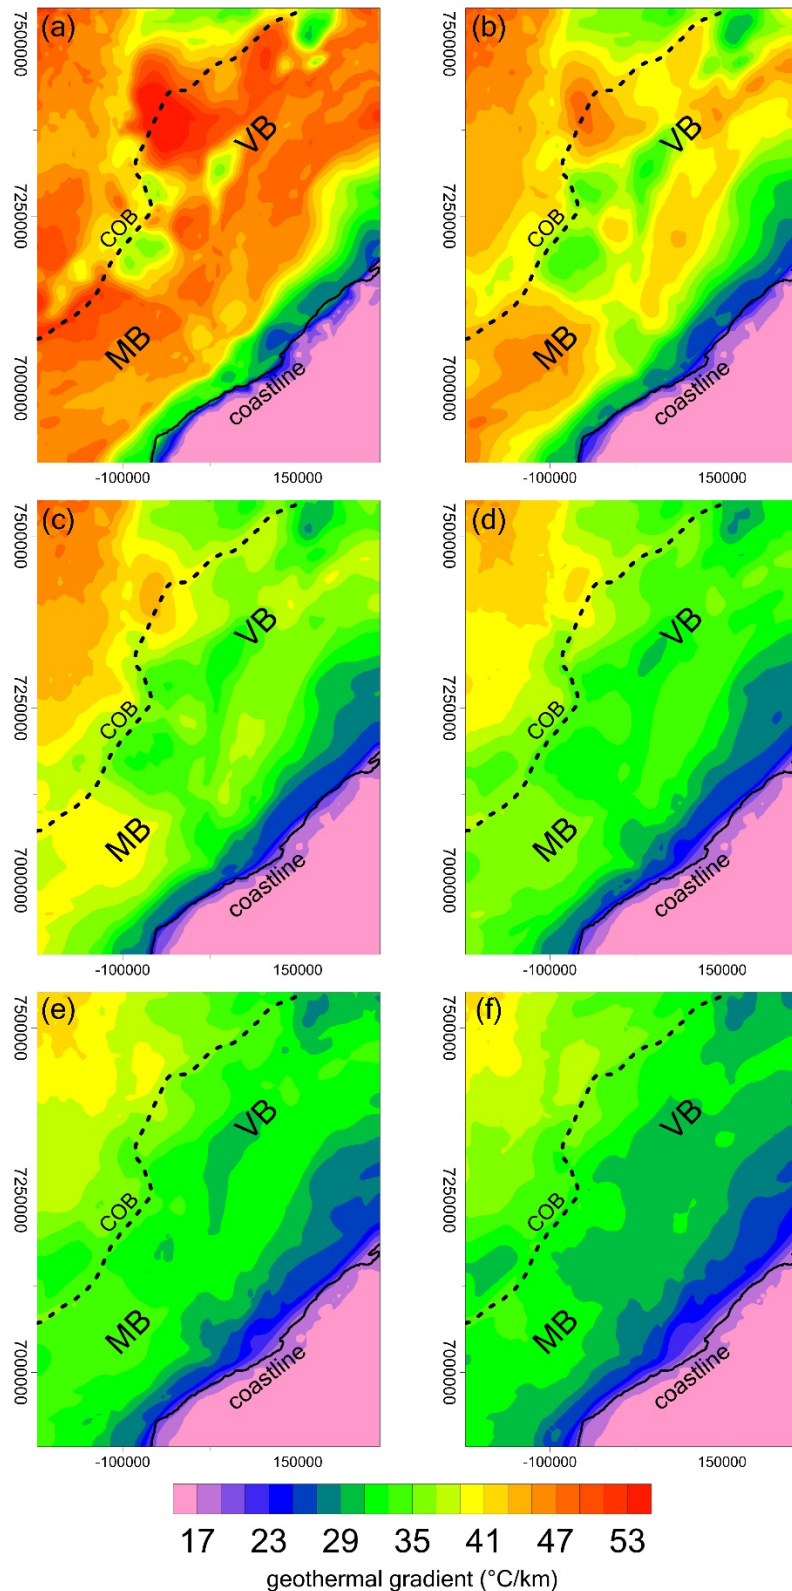 (a)
7500000
VB
7250000
COB
MB
7000000
coastline
-100000 150000
(b)
7500000
VB
7250000
COB
MB
7000000
coastline
-100000 150000
(c)
7500000
VB
7250000
COB
MB
7000000
coastline
-100000 150000
(d)
7500000
VB
7250000
COB
MB
7000000
coastline
-100000 150000
(e)
7500000
VB
7250000
COB
MB
7000000
coastline
-100000 150000
(f)
7500000
VB
7250000
COB
MB
7000000
coastline
-100000 150000
17 23 29 35 41 47 53
geothermal gradient (°C/km)